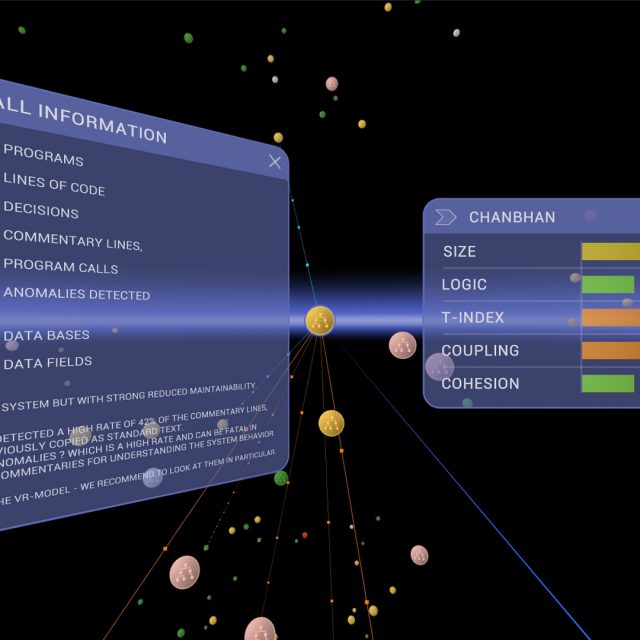 ALL INFORMATION
PROGRAMS
LINES OF CODE
DECISIONS
COMMENTARY LINES,
PROGRAM CALLS
ANOMALIES DETECTED
DATA BASES
DATA FIELDS
SYSTEM BUT WITH STRONG REDUCED MAINTAINABILITY.
DETECTED A HIGH RATE OF 42% OF THE COMMENTARY LINES,
VIOUSLY COPIED AS STANDARD TEXT.
NOMALIES ? WHICH IS A HIGH RATE AND CAN BE FATAL IN
OMMENTARIES FOR UNDERSTANDING THE SYSTEM BEHAVIOR.
HE VR-MODEL - WE RECOMMEND TO LOOK AT THEM IN PARTICULAR.
CHANBHAN
SIZE
LOGIC
T-INDEX
COUPLING
COHESION